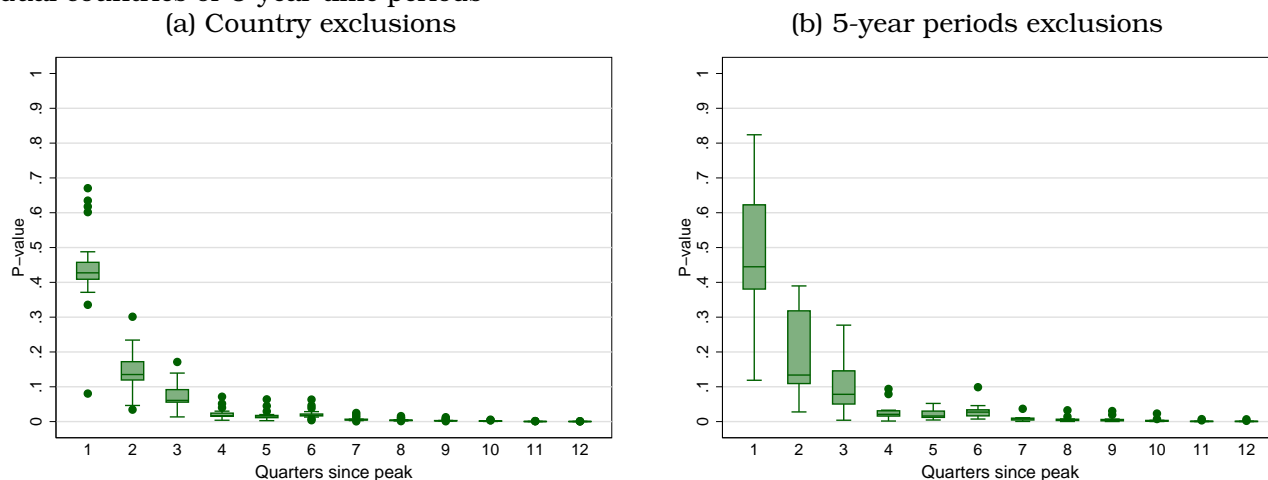 (a) Country exclusions
(b) 5-year periods exclusions
1
.9
.8
.7
.6
.5
.4
.3
.2
.1
0
P-value
1 2 3 4 5 6 7 8 9 10 11 12
Quarters since peak
1
.9
.8
.7
.6
.5
.4
.3
.2
.1
0
P-value
1 2 3 4 5 6 7 8 9 10 11 12
Quarters since peak